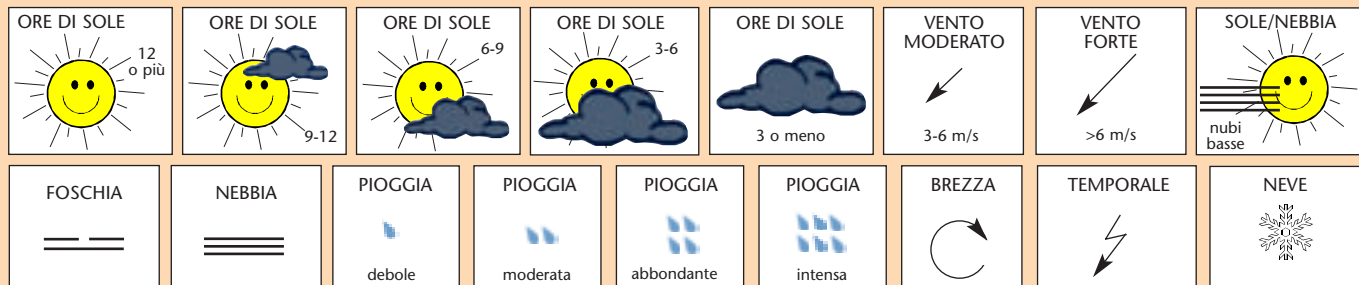 ORE DI SOLE
12
o più
ORE DI SOLE
9-12
ORE DI SOLE
6-9
ORE DI SOLE
3-6
ORE DI SOLE
3 o meno
VENTO
MODERATO
3-6 m/s
VENTO
FORTE
>6 m/s
SOLE/NEBBIA
nubi
basse
FOSCHIA
NEBBIA
PIOGGIA
debole
PIOGGIA
moderata
PIOGGIA
abbondante
PIOGGIA
intensa
BREZZA
TEMPORALE
NEVE